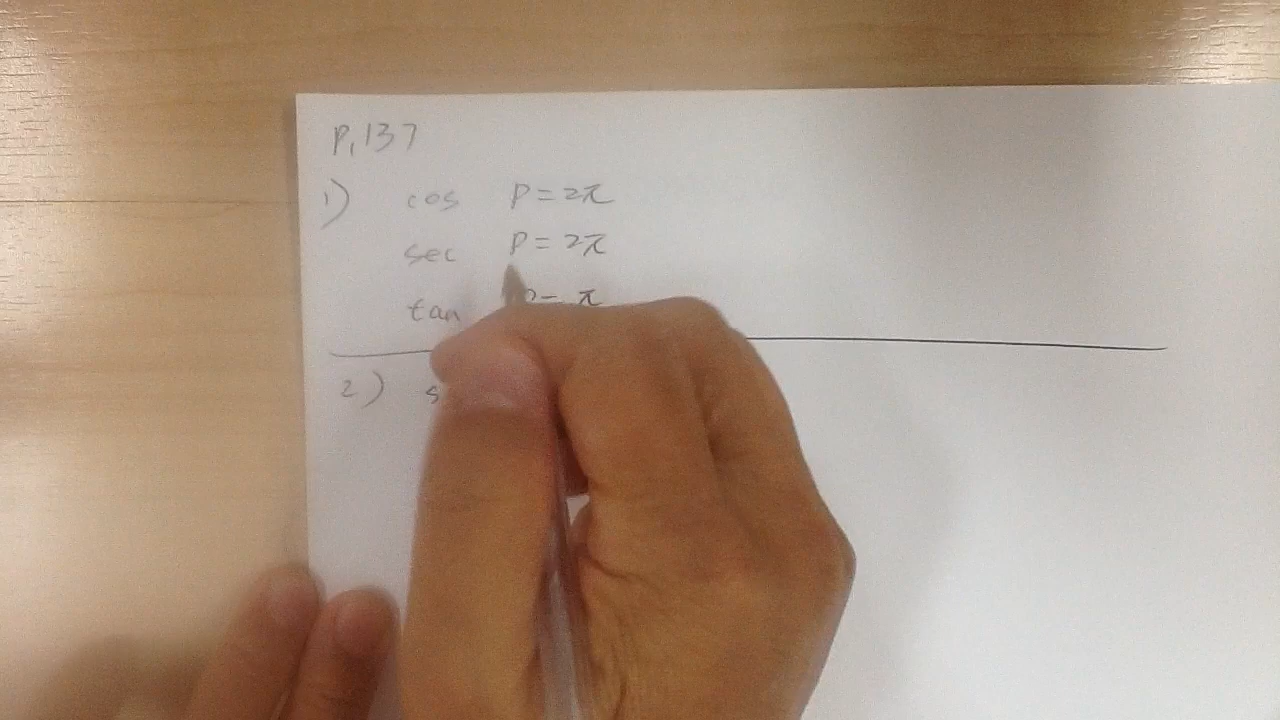 P. 137
1) cos P = 2π
sec P = 2π
tan P = π
2) s